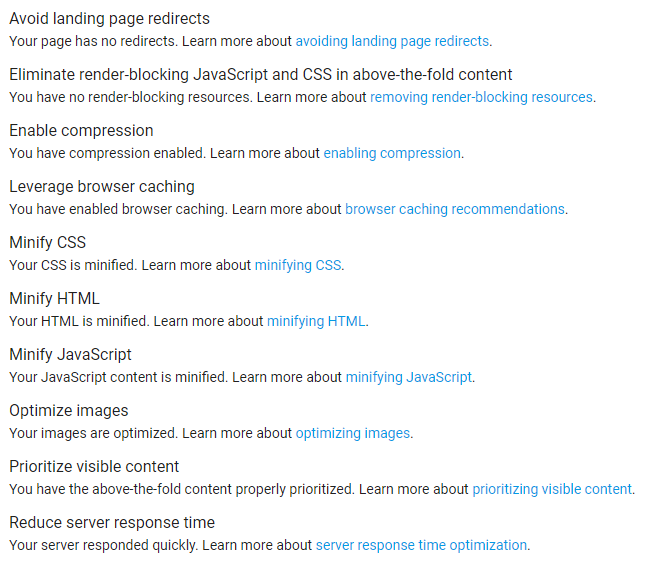 Avoid landing page redirects
Your page has no redirects. Learn more about avoiding landing page redirects.
Eliminate render-blocking JavaScript and CSS in above-the-fold content
You have no render-blocking resources. Learn more about removing render-blocking resources.
Enable compression
You have compression enabled. Learn more about enabling compression.
Leverage browser caching
You have enabled browser caching. Learn more about browser caching recommendations.
Minify CSS
Your CSS is minified. Learn more about minifying CSS.
Minify HTML
Your HTML is minified. Learn more about minifying HTML.
Minify JavaScript
Your JavaScript content is minified. Learn more about minifying JavaScript.
Optimize images
Your images are optimized. Learn more about optimizing images.
Prioritize visible content
You have the above-the-fold content properly prioritized. Learn more about prioritizing visible content.
Reduce server response time
Your server responded quickly. Learn more about server response time optimization.